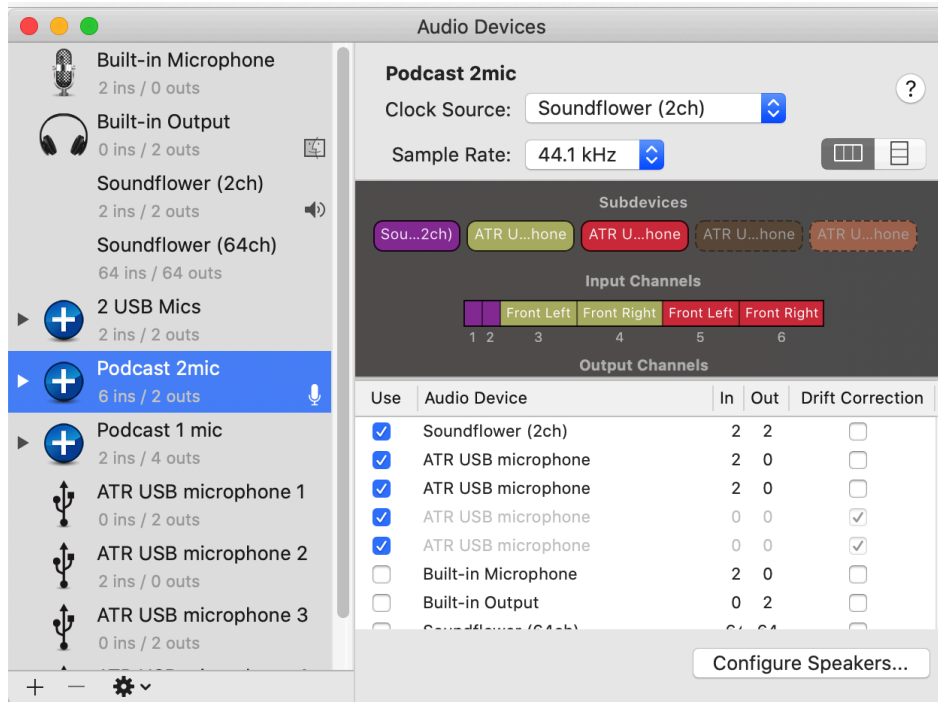 Audio Devices
Built-in Microphone
2 ins / 0 outs
Built-in Output
0 ins / 2 outs
Soundflower (2ch)
2 ins / 2 outs
Soundflower (64ch)
64 ins / 64 outs
2 USB Mics
2 ins / 2 outs
Podcast 2mic
6 ins / 2 outs
Podcast 1 mic
2 ins / 4 outs
ATR USB microphone 1
0 ins / 2 outs
ATR USB microphone 2
2 ins / 0 outs
ATR USB microphone 3
0 ins / 2 outs
Podcast 2mic
?
Clock Source: Soundflower (2ch)
Sample Rate: 44.1 kHz
Subdevices
Sou...2ch) ATR U...hone ATR U...hone ATR U...hone ATR U...hone
Input Channels
Front Left Front Right Front Left Front Right
1 2 3 4 5 6
Output Channels
Use Audio Device In Out Drift Correction
Soundflower (2ch) 2 2
ATR USB microphone 2 0
ATR USB microphone 2 0
ATR USB microphone 0 0
ATR USB microphone 0 0
Built-in Microphone 2 0
Built-in Output 0 2
Soundflower (64ch) 64 64
Configure Speakers...